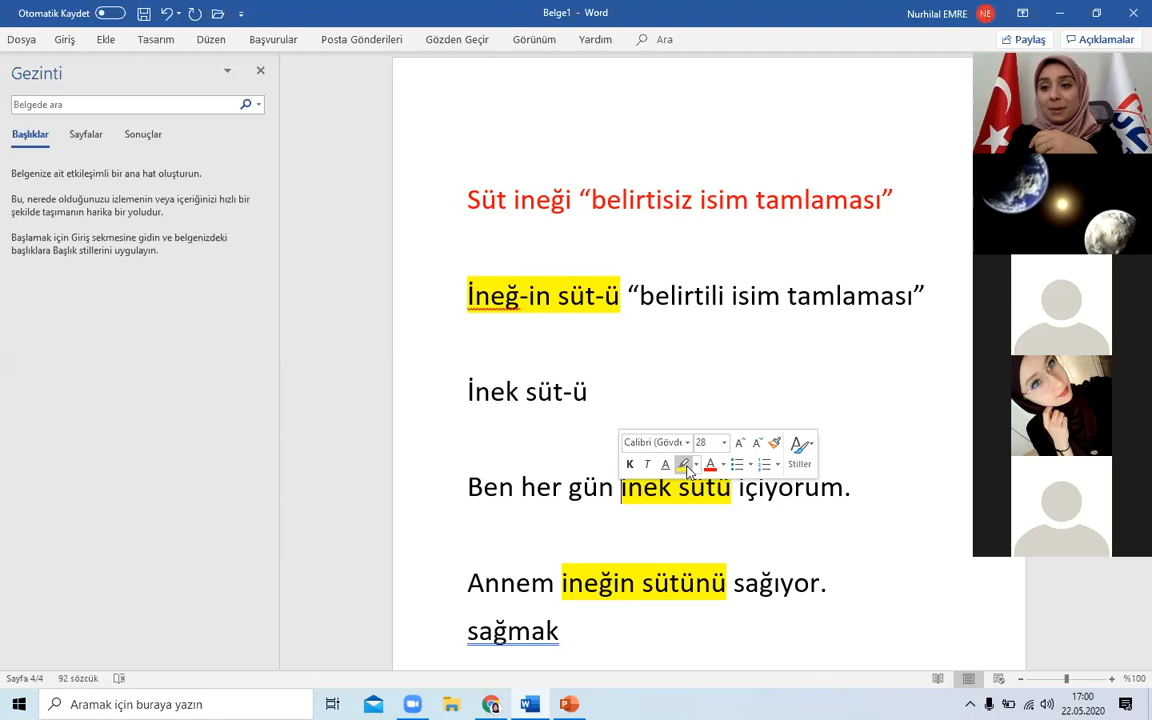 Otomatik Kaydet
Belge1 - Word
Nurhilal EMRE NE
Dosya Giriş Ekle Tasarım Düzen Başvurular Posta Gönderileri Gözden Geçir Görünüm Yardım Ara Paylaş Açıklamalar
Gezinti
Belgede ara
Başlıklar Sayfalar Sonuçlar
Belgenize ait etkileşimli bir ana hat oluşturun.
Bu, nerede olduğunuzu izlemenin veya içeriğinizi hızlı bir
şekilde taşımanın harika bir yoludur.
Başlamak için Giriş sekmesine gidin ve belgenizdeki
başlıklara Başlık stillerini uygulayın.
Süt ineği “belirtisiz isim tamlaması”
İneğ-in süt-ü “belirtili isim tamlaması”
İnek süt-ü
Calibri (Gövde 28
K T A A Stiller
Ben her gün inek sütü içiyorum.
Annem ineğin sütünü sağıyor.
sağmak
Sayfa 4/4 92 sözcük
%100
Aramak için buraya yazın
17:00
22.05.2020